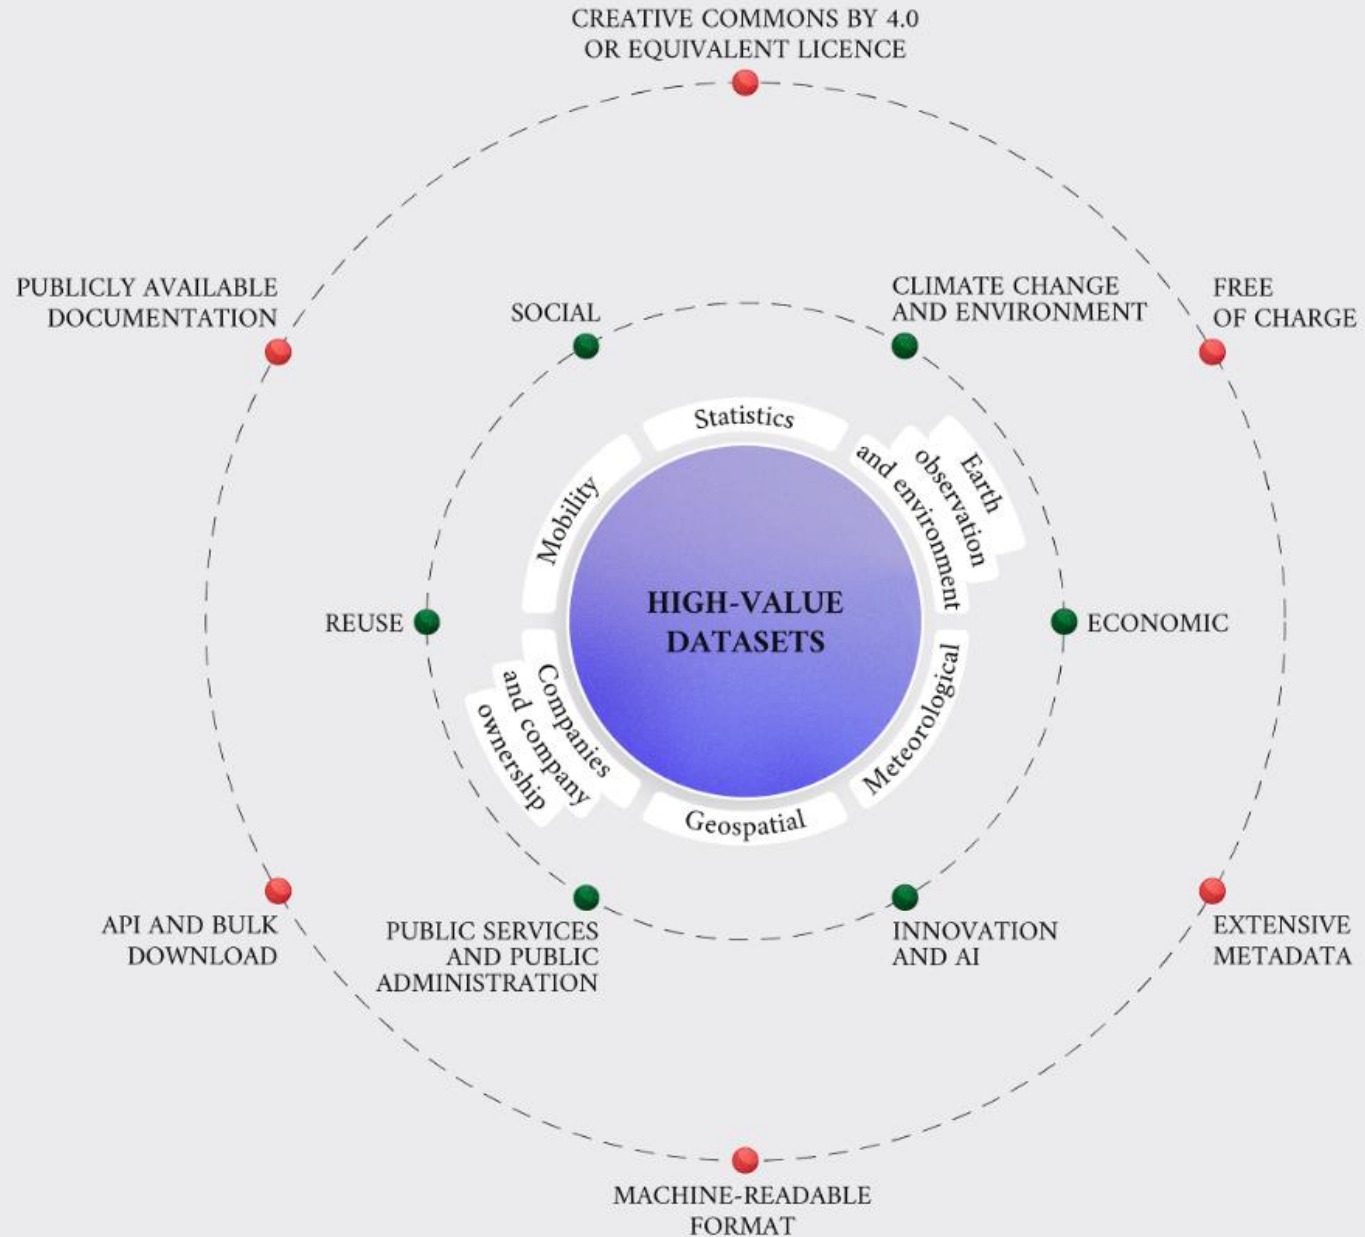 CREATIVE COMMONS BY 4.0
OR EQUIVALENT LICENCE
PUBLICLY AVAILABLE
DOCUMENTATION
SOCIAL
CLIMATE CHANGE
AND ENVIRONMENT
FREE
OF CHARGE
Statistics
Earth
observation
and environment
Mobility
HIGH-VALUE
DATASETS
REUSE
ECONOMIC
Companies
and company
ownership
Meteorological
Geospatial
API AND BULK
DOWNLOAD
PUBLIC SERVICES
AND PUBLIC
ADMINISTRATION
INNOVATION
AND AI
EXTENSIVE
METADATA
MACHINE-READABLE
FORMAT